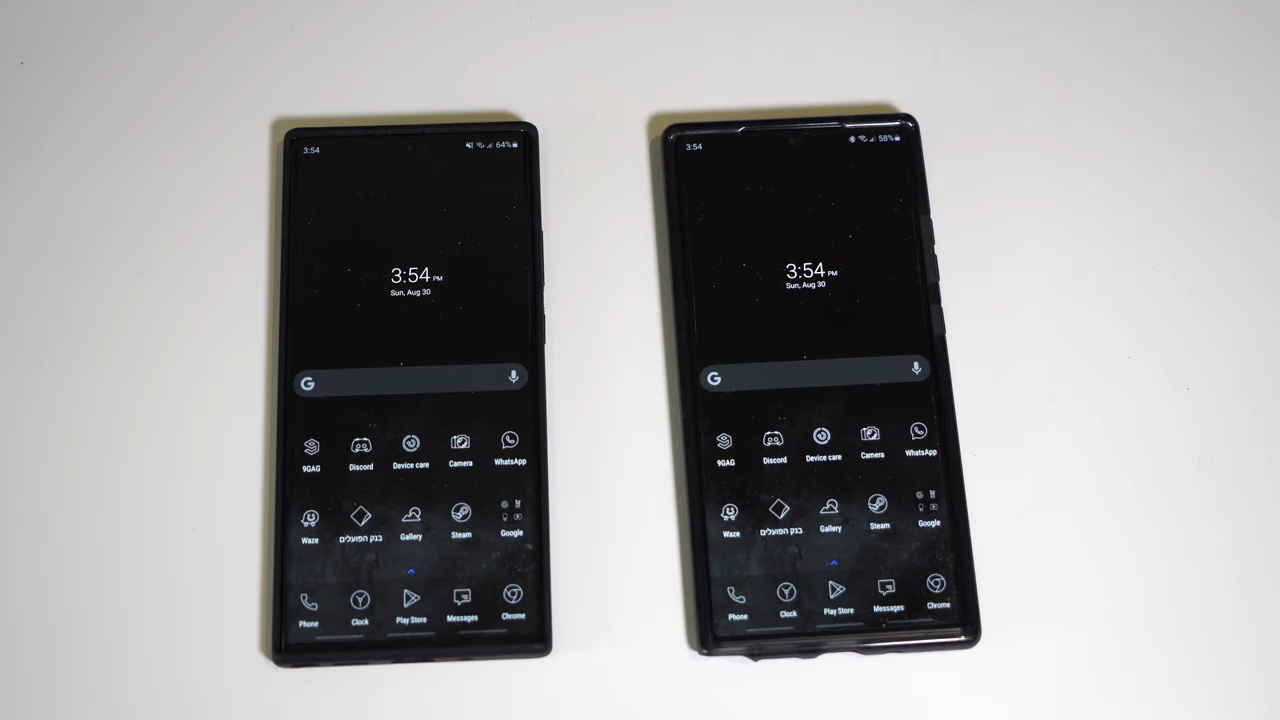 3:54
64%
3:54 PM
Sun, Aug 30
G
9GAG
Discord
Device care
Camera
WhatsApp
Waze
בנק הפועלים
Gallery
Steam
Google
Phone
Clock
Play Store
Messages
Chrome
3:54
58%
3:54 PM
Sun, Aug 30
G
9GAG
Discord
Device care
Camera
WhatsApp
Waze
בנק הפועלים
Gallery
Steam
Google
Phone
Clock
Play Store
Messages
Chrome